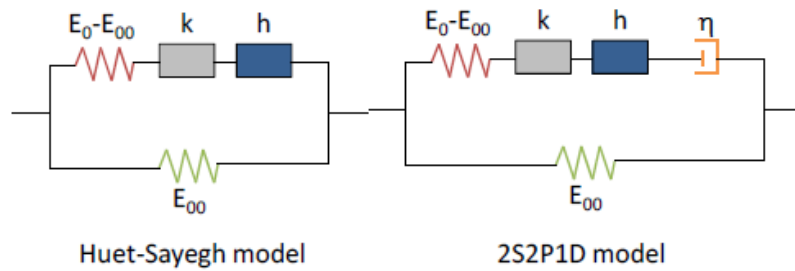 E₀-E₀₀ k h
E₀₀
Huet-Sayegh model
E₀-E₀₀ k h η
E₀₀
2S2P1D model